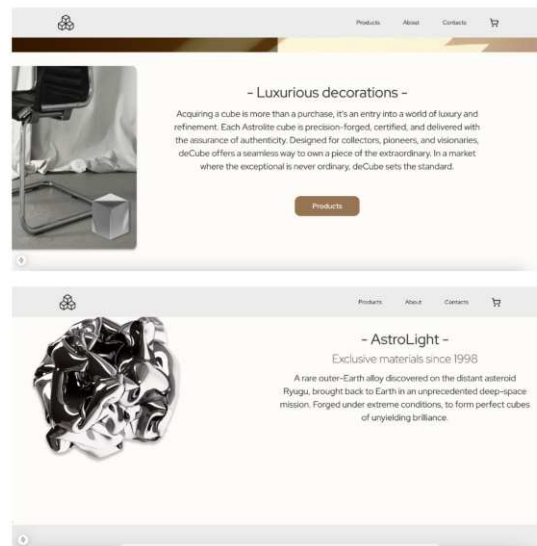 Products About Contacts
- Luxurious decorations -
Acquiring a cube is more than a purchase, it's an entry into a world of luxury and
refinement. Each Astrolite cube is precision-forged, certified, and delivered with
the assurance of authenticity. Designed for collectors, pioneers, and visionaries,
deCube offers a seamless way to own a piece of the extraordinary. In a market
where the exceptional is never ordinary, deCube sets the standard.
Products
Products About Contacts
- AstroLight -
Exclusive materials since 1998
A rare outer-Earth alloy discovered on the distant asteroid
Ryugu, brought back to Earth in an unprecedented deep-space
mission. Forged under extreme conditions, to form perfect cubes
of unyielding brilliance.